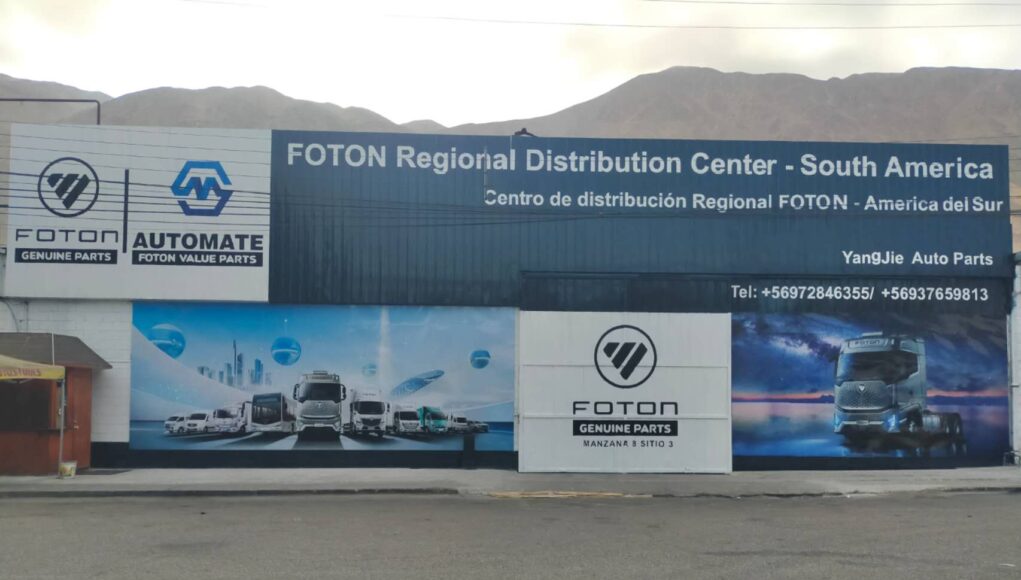 FOTON
GENUINE PARTS
AUTOMATE
FOTON VALUE PARTS
FOTON Regional Distribution Center - South America
Centro de distribución Regional FOTON - America del Sur
YangJie Auto Parts
Tel: +56972846355/ +56937659813
FOTON
GENUINE PARTS
MANZANA 8 SITIO 3
FOTON